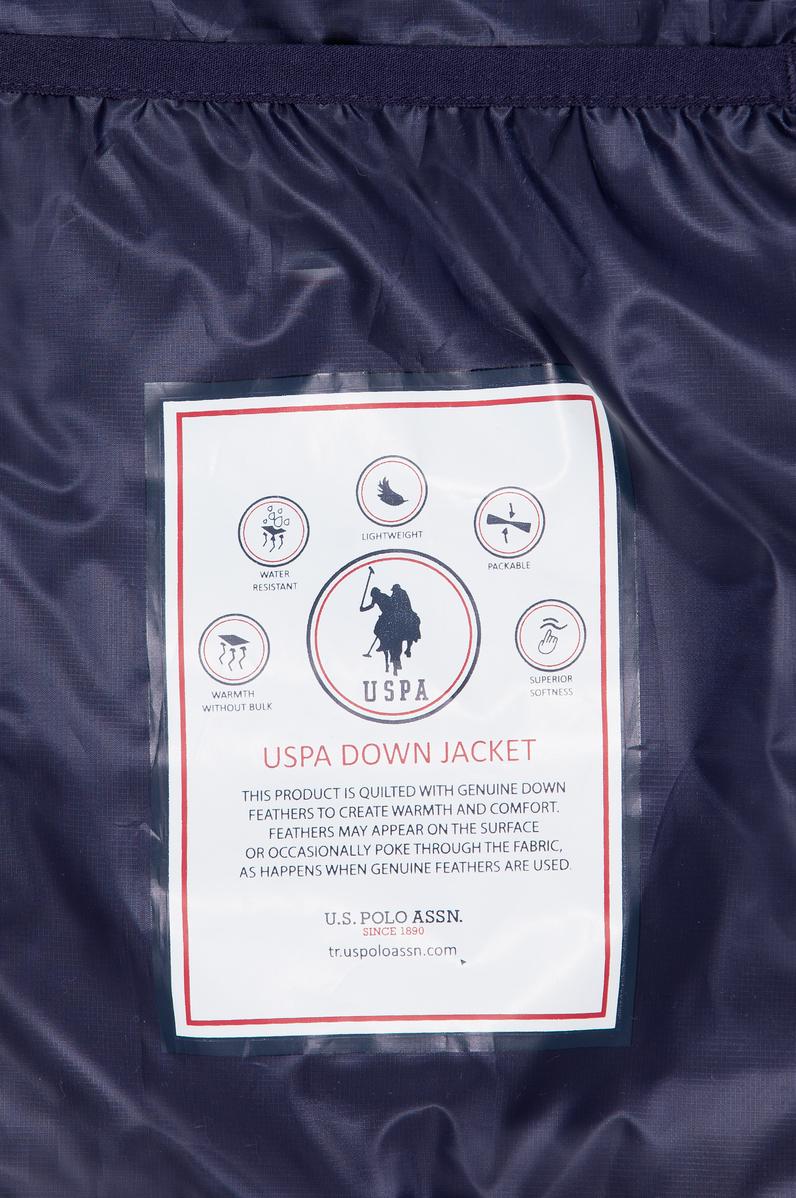 LIGHTWEIGHT
WATER
RESISTANT
PACKABLE
WARMTH
WITHOUT BULK
SUPERIOR
SOFTNESS
USPA
USPA DOWN JACKET
THIS PRODUCT IS QUILTED WITH GENUINE DOWN
FEATHERS TO CREATE WARMTH AND COMFORT.
FEATHERS MAY APPEAR ON THE SURFACE
OR OCCASIONALLY POKE THROUGH THE FABRIC,
AS HAPPENS WHEN GENUINE FEATHERS ARE USED.
U.S. POLO ASSN.
SINCE 1890
tr.uspoloassn.com